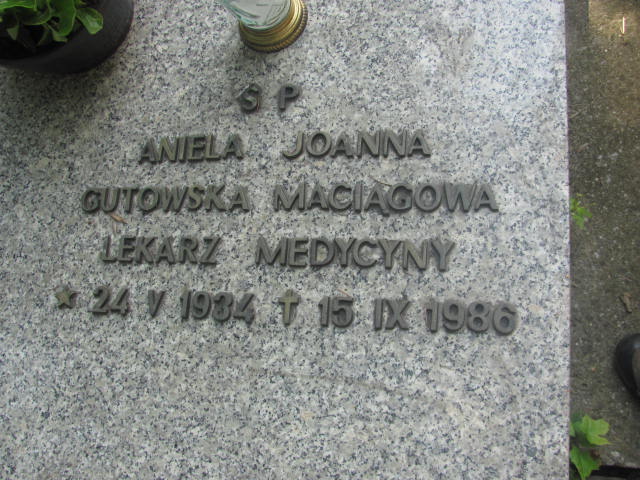 Ś P
ANIELA JOANNA
GUTOWSKA MACIĄGOWA
LEKARZ MEDYCYNY
★ 24 V 1934 ✝ 15 IX 1986